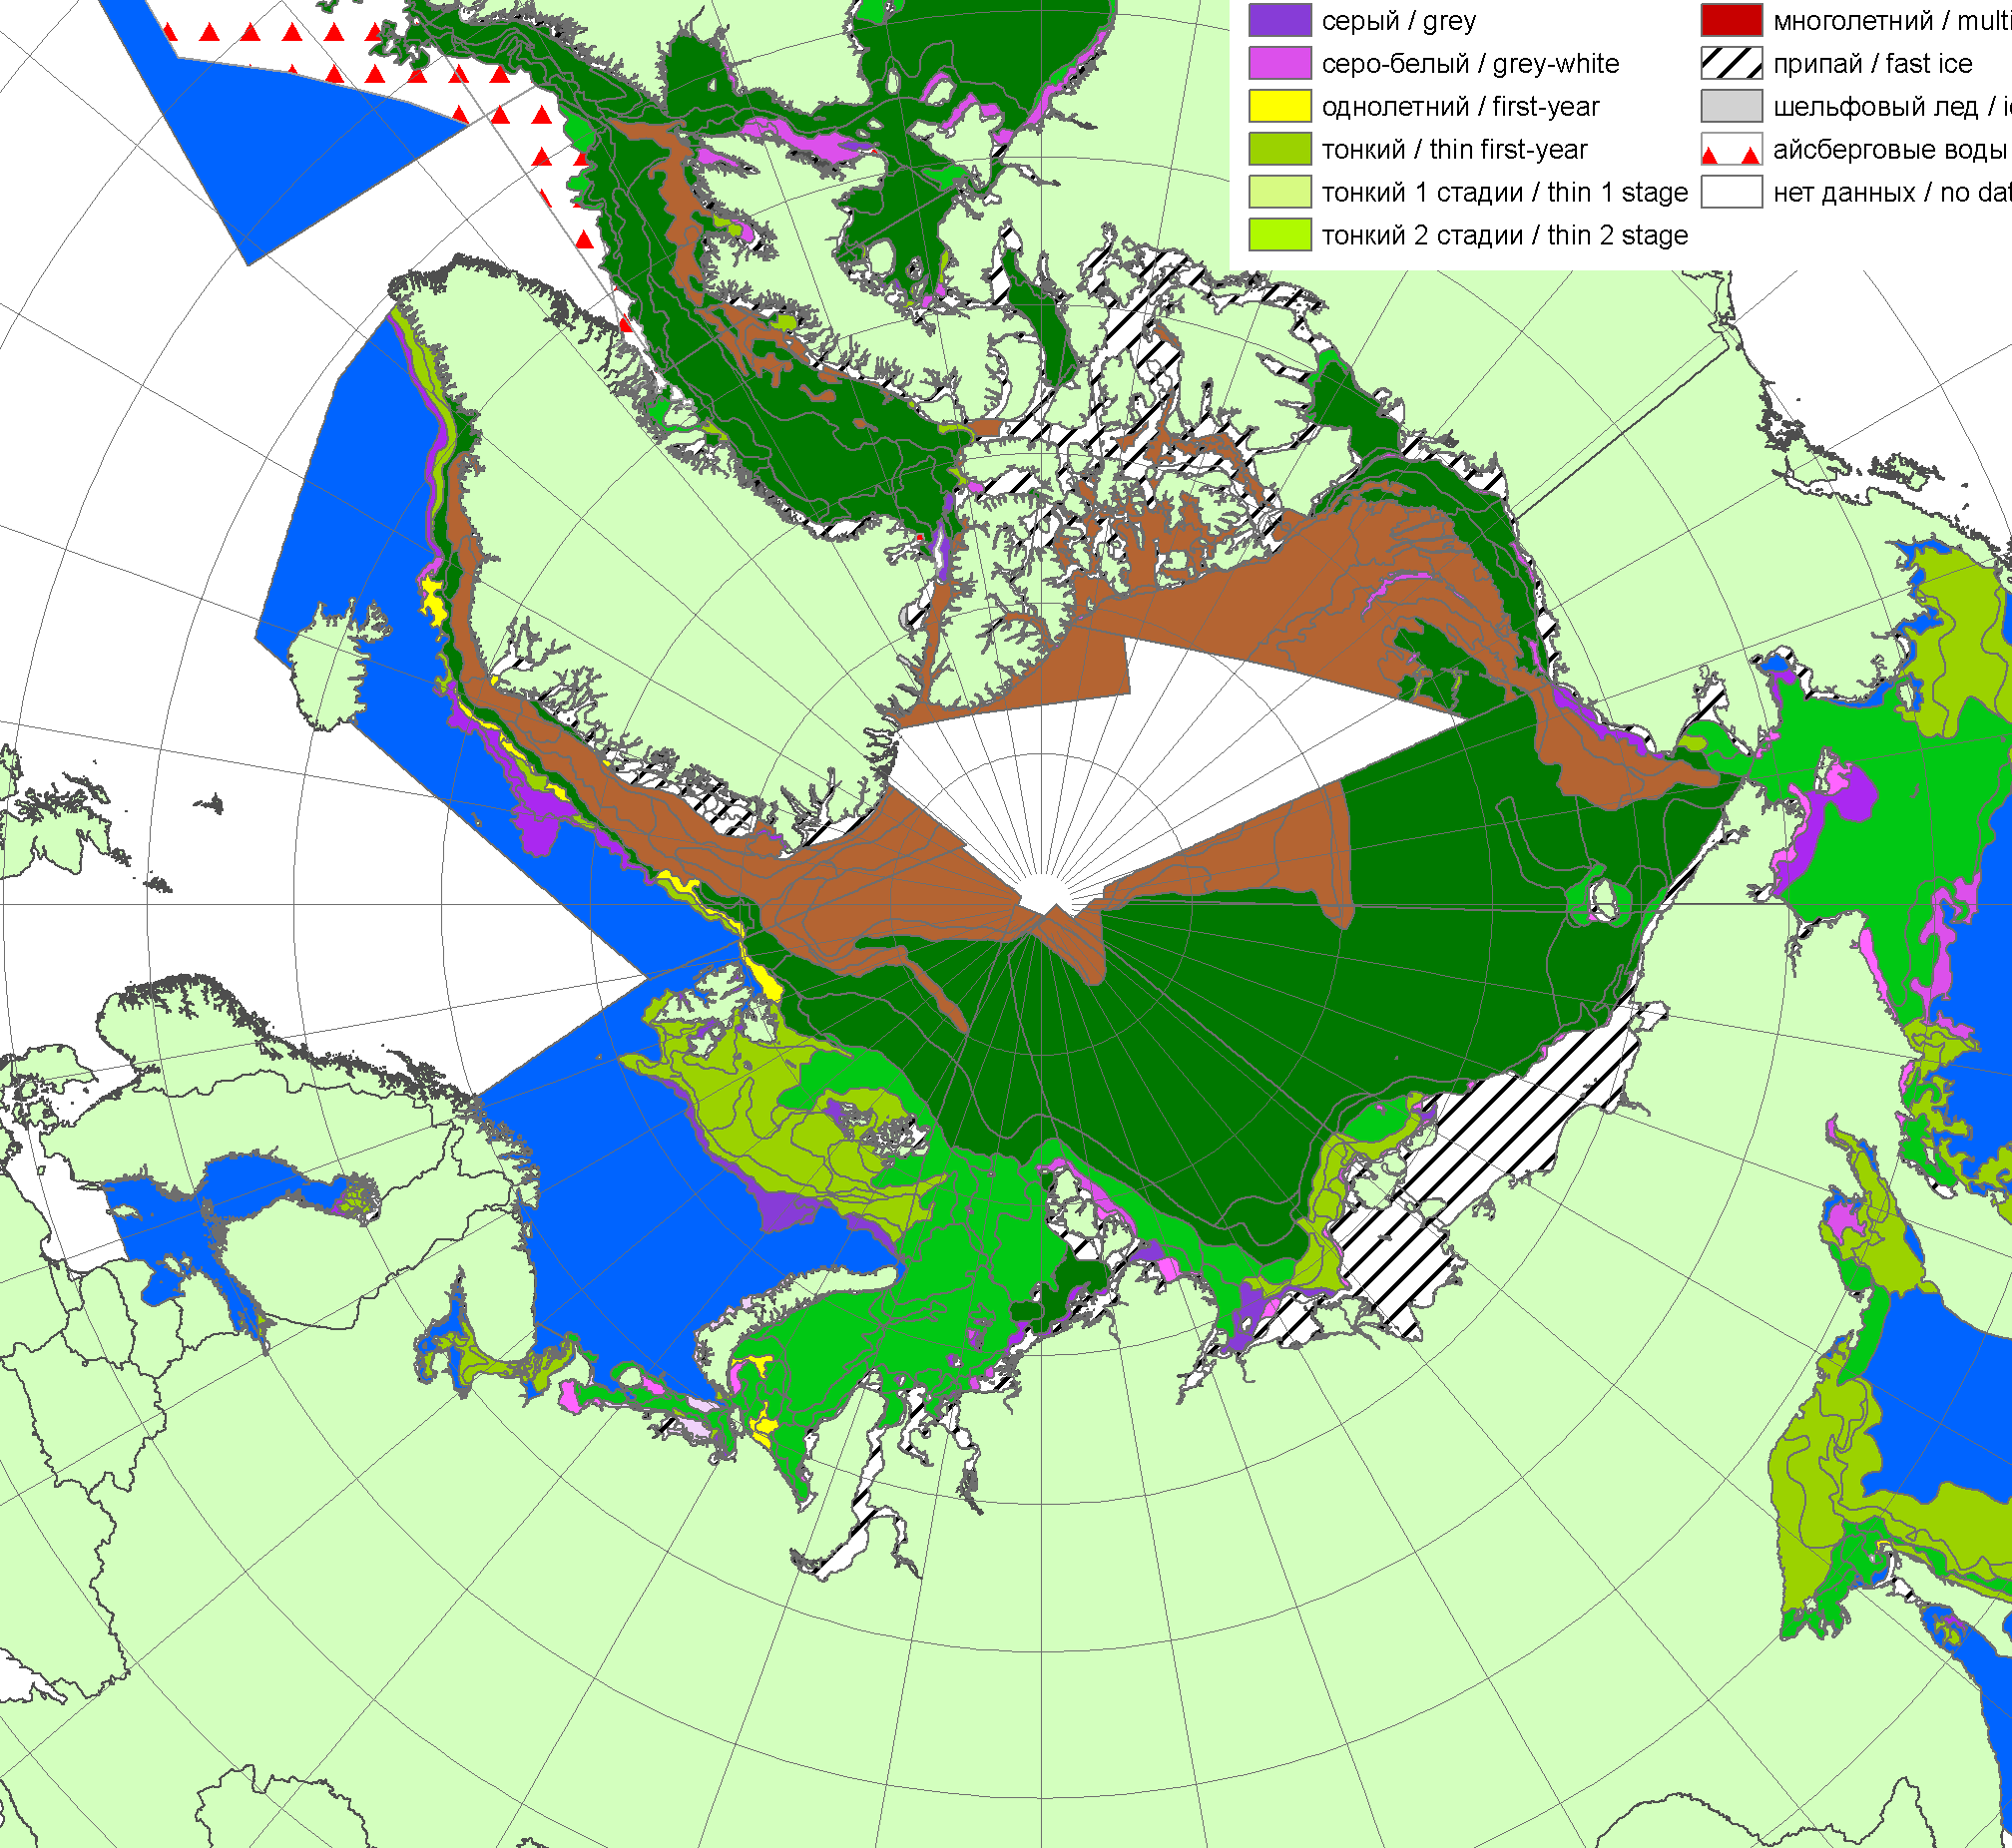 серый / grey
серо-белый / grey-white
однолетний / first-year
тонкий / thin first-year
тонкий 1 стадии / thin 1 stage
тонкий 2 стадии / thin 2 stage
многолетний / multi
припай / fast ice
шельфовый лед /
айсберговые воды
нет данных / no dat